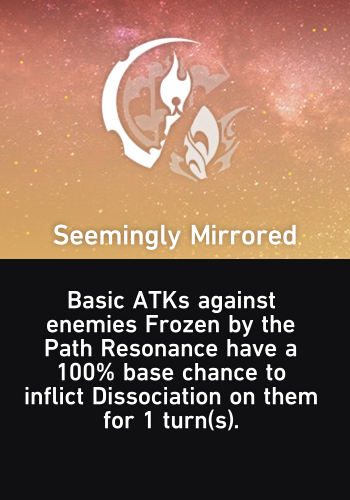 Seemingly Mirrored
Basic ATKs against
enemies Frozen by the
Path Resonance have a
100% base chance to
inflict Dissociation on them
for 1 turn(s).